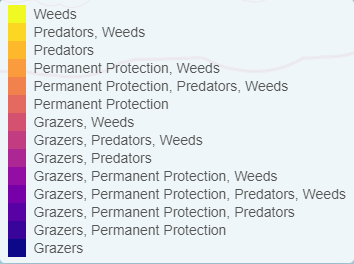 Weeds
Predators, Weeds
Predators
Permanent Protection, Weeds
Permanent Protection, Predators, Weeds
Permanent Protection
Grazers, Weeds
Grazers, Predators, Weeds
Grazers, Predators
Grazers, Permanent Protection, Weeds
Grazers, Permanent Protection, Predators, Weeds
Grazers, Permanent Protection, Predators
Grazers, Permanent Protection
Grazers